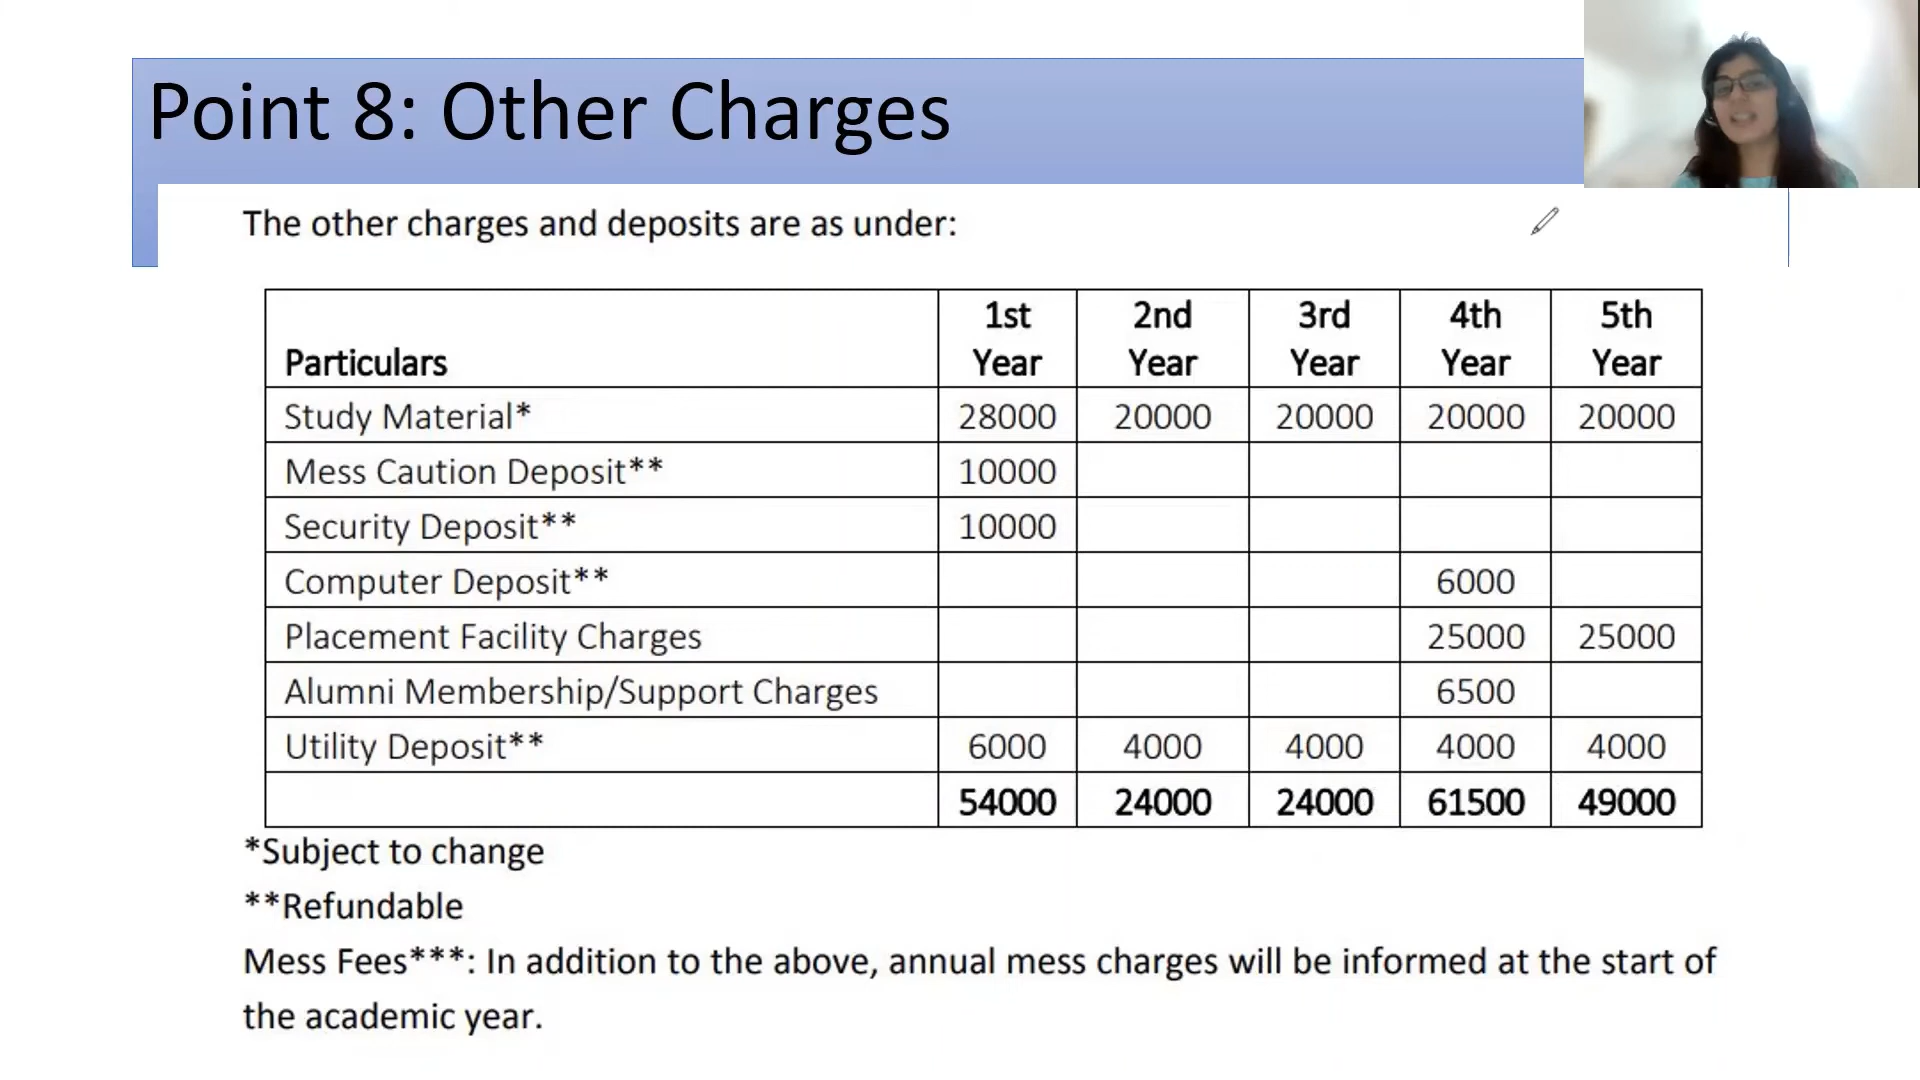 Point 8: Other Charges
The other charges and deposits are as under:
Particulars 1st Year 2nd Year 3rd Year 4th Year 5th Year
Study Material* 28000 20000 20000 20000 20000
Mess Caution Deposit** 10000
Security Deposit** 10000
Computer Deposit** 6000
Placement Facility Charges 25000 25000
Alumni Membership/Support Charges 6500
Utility Deposit** 6000 4000 4000 4000 4000
54000 24000 24000 61500 49000
*Subject to change
**Refundable
Mess Fees***: In addition to the above, annual mess charges will be informed at the start of
the academic year.